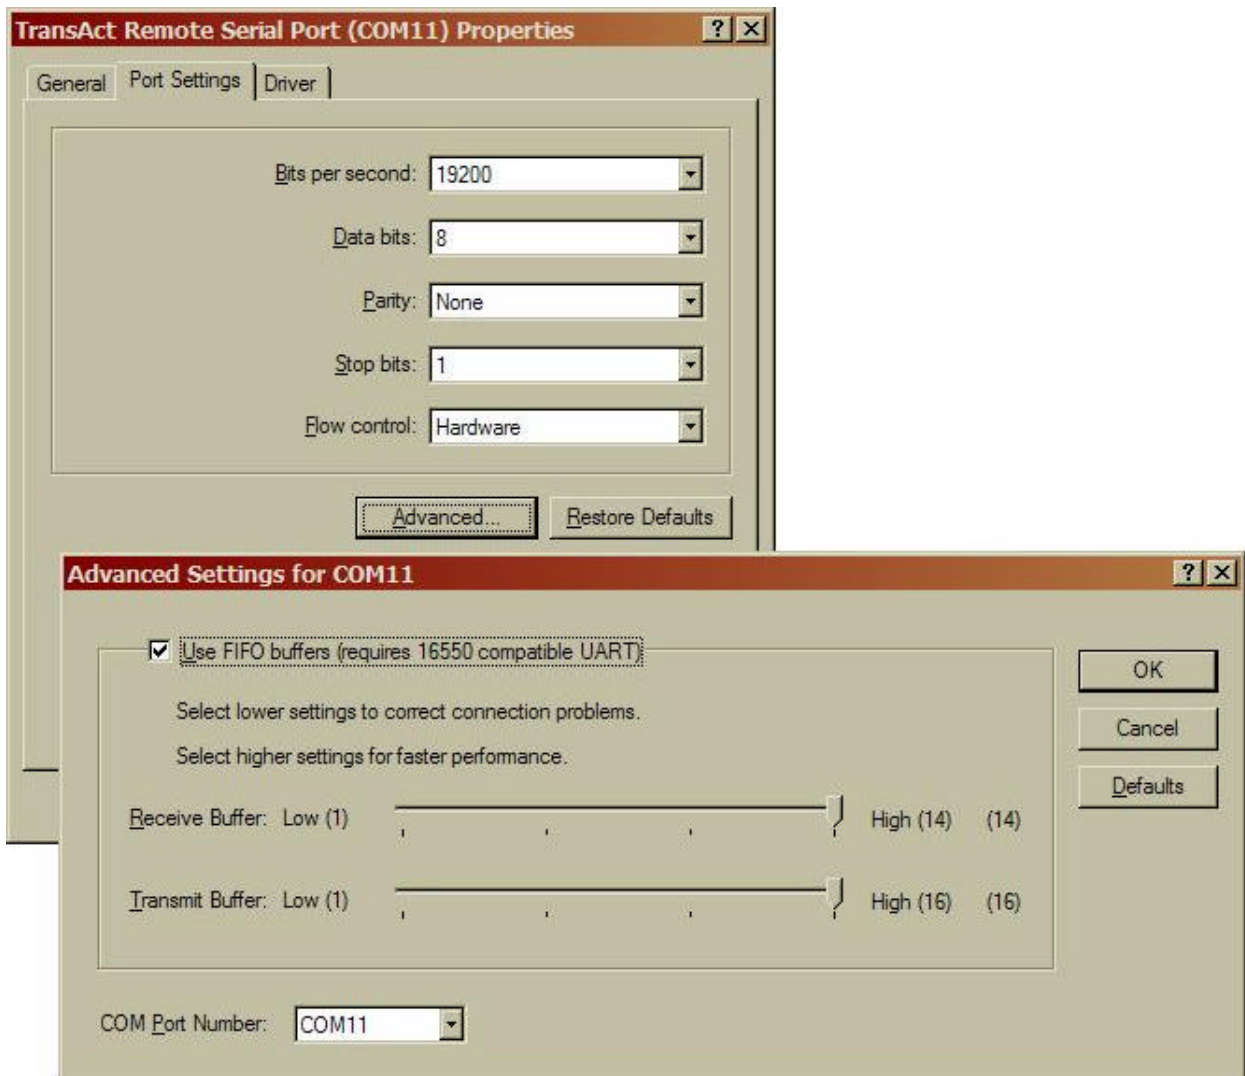 TransAct Remote Serial Port (COM11) Properties
General Port Settings Driver
Bits per second: 19200
Data bits: 8
Parity: None
Stop bits: 1
Flow control: Hardware
Advanced... Restore Defaults
Advanced Settings for COM11
Use FIFO buffers (requires 16550 compatible UART)
OK
Select lower settings to correct connection problems.
Cancel
Select higher settings for faster performance.
Defaults
Receive Buffer: Low (1) High (14) (14)
Transmit Buffer: Low (1) High (16) (16)
COM Port Number: COM11